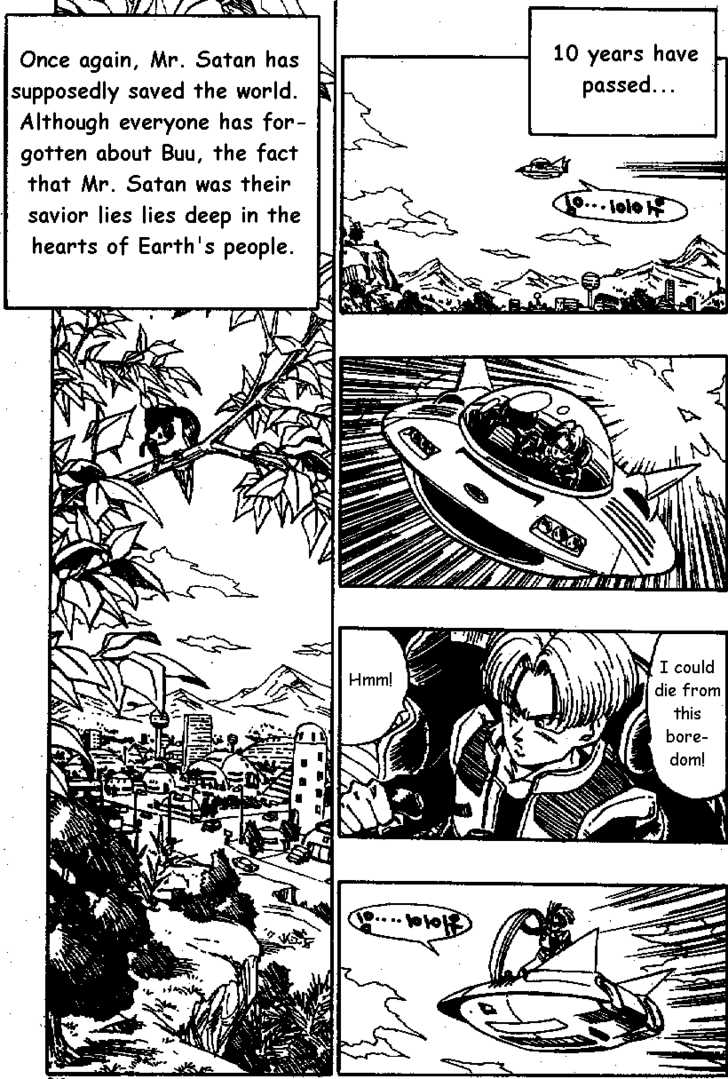 Once again, Mr. Satan has
supposedly saved the world.
Although everyone has for-
gotten about Buu, the fact
that Mr. Satan was their
savior lies lies deep in the
hearts of Earth's people.
10 years have
passed...
Hmm!
I could
die from
this
bore-
dom!